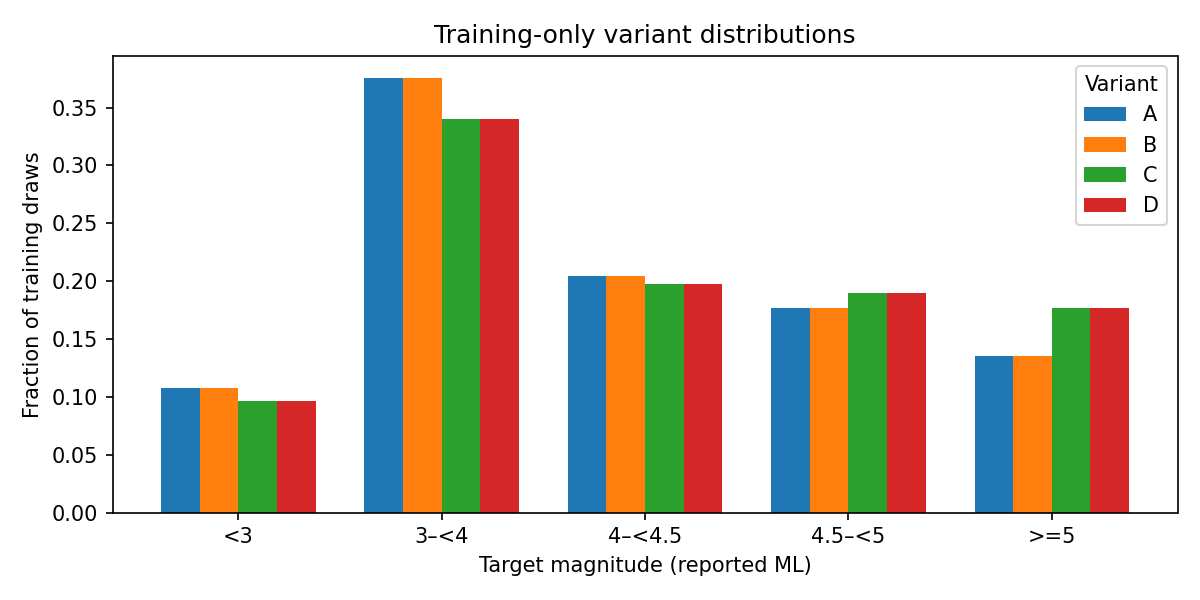 Training-only variant distributions
Fraction of training draws
0.35
0.30
0.25
0.20
0.15
0.10
0.05
0.00
Variant
A
B
C
D
<3
3–<4
4–<4.5
4.5–<5
>=5
Target magnitude (reported ML)